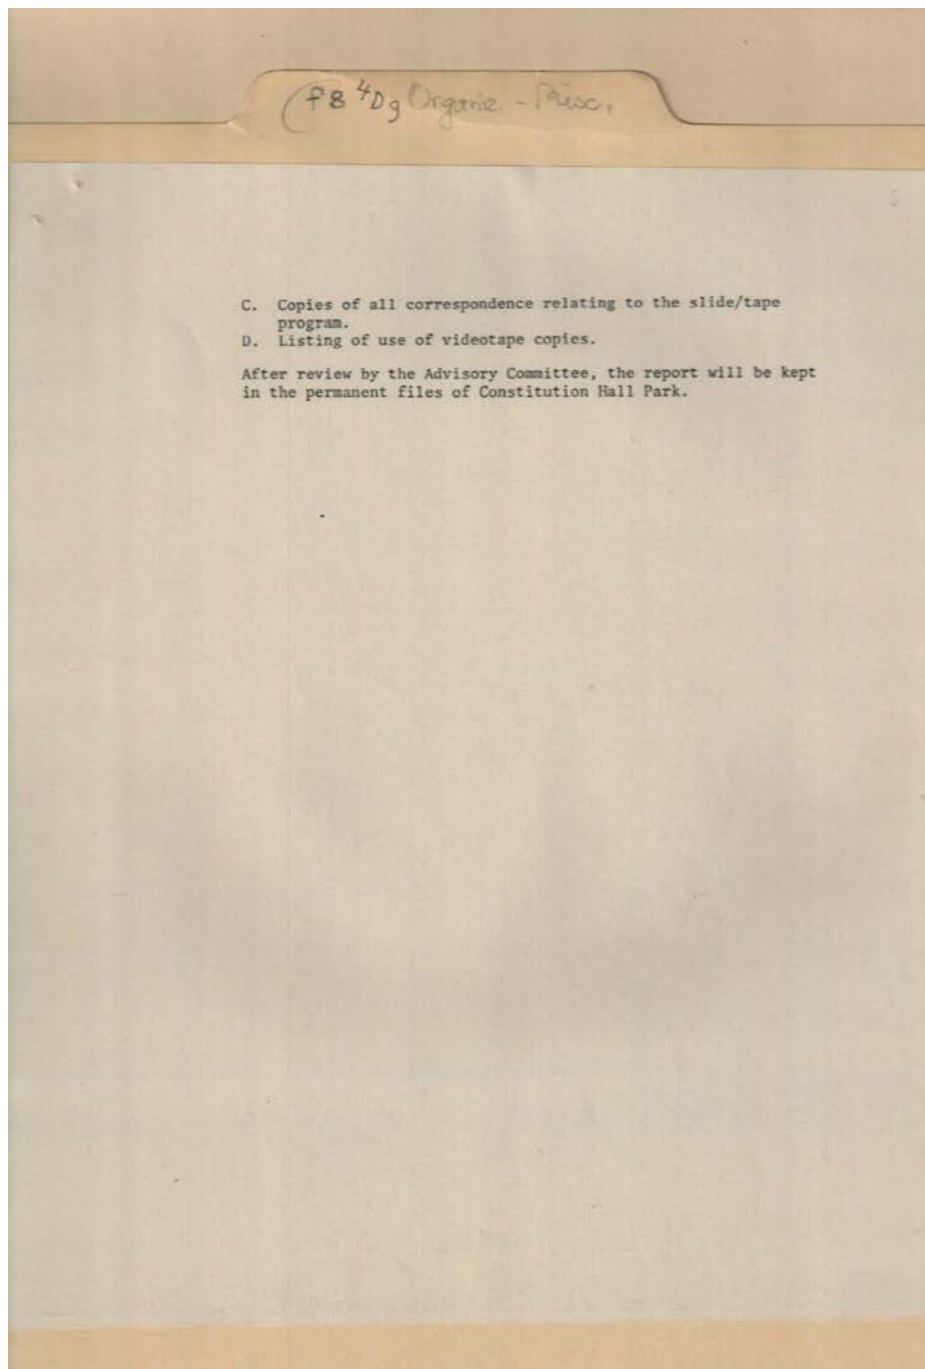 f8 4Dg Organiz. - Misc.
C. Copies of all correspondence relating to the slide/tape
program.
D. Listing of use of videotape copies.
After review by the Advisory Committee, the report will be kept
in the permanent files of Constitution Hall Park.